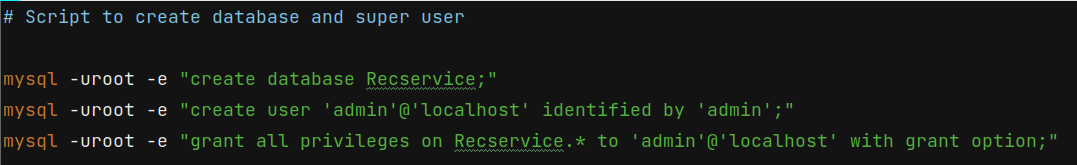 # Script to create database and super user
mysql -uroot -e "create database Recservice;"
mysql -uroot -e "create user 'admin'@'localhost' identified by 'admin';"
mysql -uroot -e "grant all privileges on Recservice.* to 'admin'@'localhost' with grant option;"